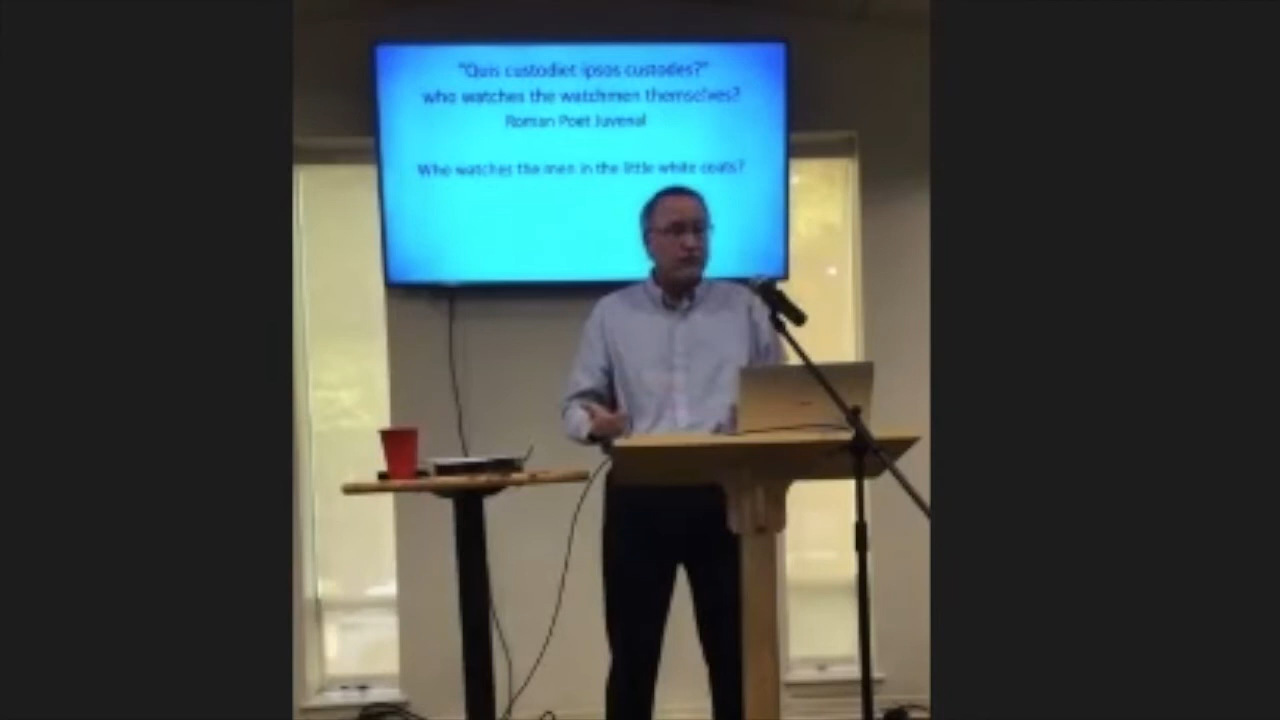 "Quis custodiet ipsos custodes?"
who watches the watchmen themselves?
Roman Poet Juvenal
Who watches the men in the little white coats?